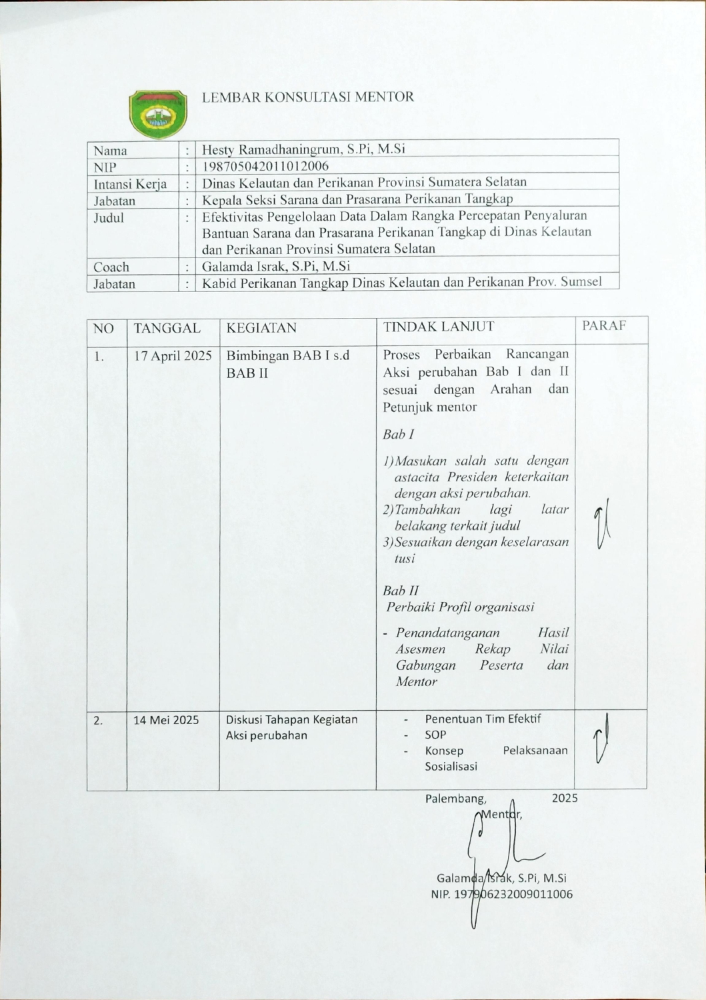 LEMBAR KONSULTASI MENTOR
Nama : Hesty Ramadhaningrum, S.Pi, M.Si
NIP : 198705042011012006
Intansi Kerja : Dinas Kelautan dan Perikanan Provinsi Sumatera Selatan
Jabatan : Kepala Seksi Sarana dan Prasarana Perikanan Tangkap
Judul : Efektivitas Pengelolaan Data Dalam Rangka Percepatan Penyaluran
Bantuan Sarana dan Prasarana Perikanan Tangkap di Dinas Kelautan
dan Perikanan Provinsi Sumatera Selatan
Coach : Galamda Israk, S.Pi, M.Si
Jabatan : Kabid Perikanan Tangkap Dinas Kelautan dan Perikanan Prov. Sumsel
NO TANGGAL KEGIATAN TINDAK LANJUT PARAF
1. 17 April 2025 Bimbingan BAB I s.d
BAB II
Proses Perbaikan Rancangan
Aksi perubahan Bab I dan II
sesuai dengan Arahan dan
Petunjuk mentor
Bab I
1)Masukan salah satu dengan
astacita Presiden keterkaitan
dengan aksi perubahan.
2)Tambahkan lagi latar
belakang terkait judul
3)Sesuaikan dengan keselarasan
tusi
Bab II
Perbaiki Profil organisasi
- Penandatanganan Hasil
Asesmen Rekap Nilai
Gabungan Peserta dan
Mentor
2. 14 Mei 2025 Diskusi Tahapan Kegiatan
Aksi perubahan
- Penentuan Tim Efektif
- SOP
- Konsep Pelaksanaan
Sosialisasi
Palembang, 2025
Mentor,
Galamda Israk, S.Pi, M.Si
NIP. 197906232009011006